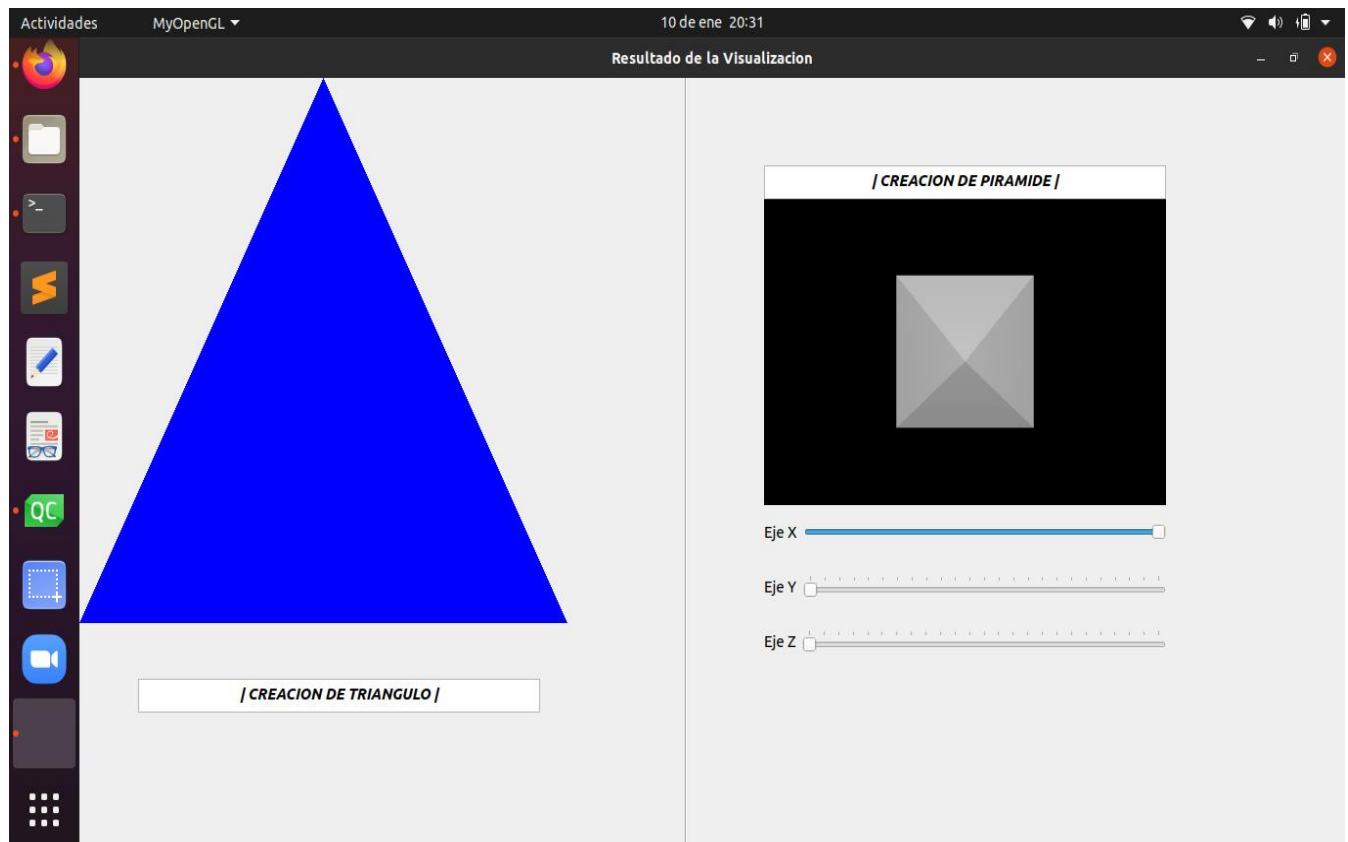 Actividades
MyOpenGL
10 de ene 20:31
Resultado de la Visualizacion
| CREACION DE PIRAMIDE |
>_
QC
Eje X
Eje Y
Eje Z
| CREACION DE TRIANGULO |